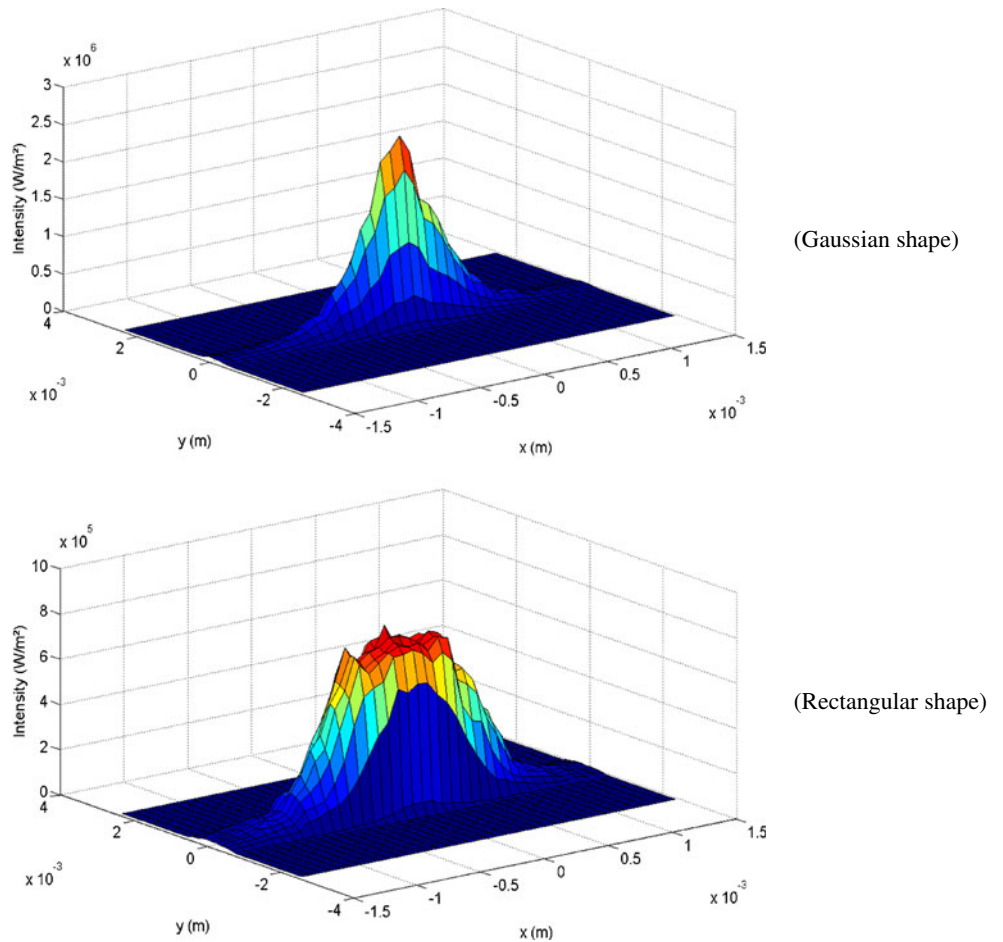 x 10^6
3
2.5
2
1.5
1
0.5
0
Intensity (W/m²)
4
2
0
-2
-4
x 10^-3
y (m)
-1.5
-1
-0.5
0
0.5
1
1.5
x 10^-3
x (m)
(Gaussian shape)
x 10^5
10
8
6
4
2
0
Intensity (W/m²)
4
2
0
-2
-4
x 10^-3
y (m)
-1.5
-1
-0.5
0
0.5
1
1.5
x 10^-3
x (m)
(Rectangular shape)